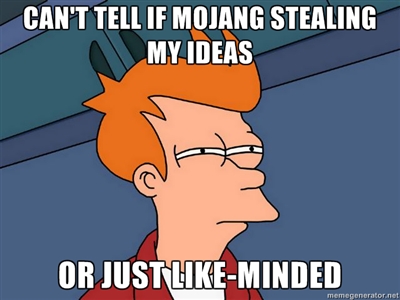 CAN'T TELL IF MOJANG STEALING
MY IDEAS
OR JUST LIKE-MINDED
memegenerator.net